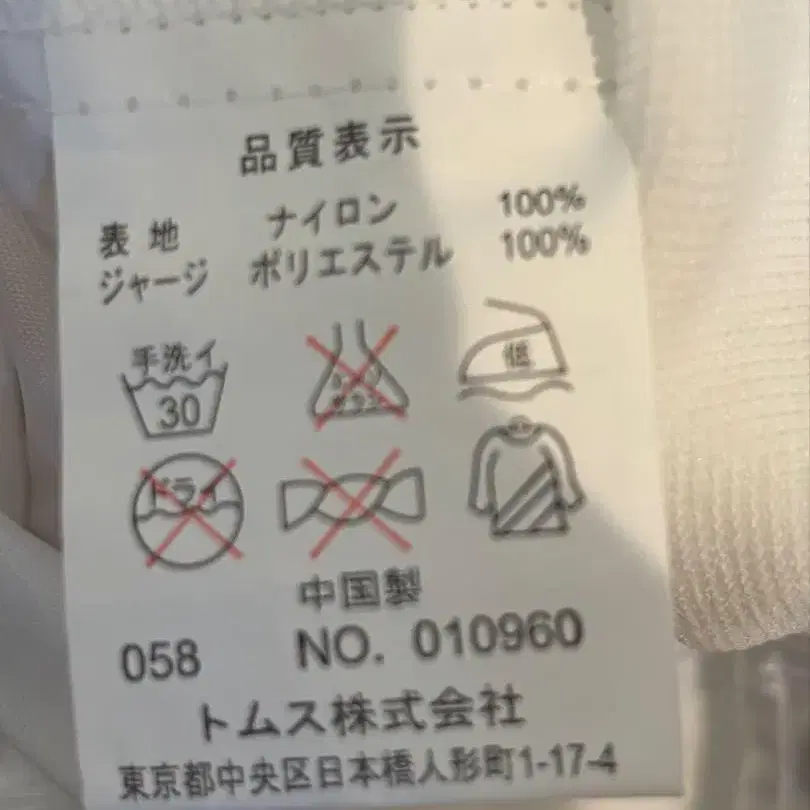 品質表示
表地 ナイロン 100%
ジャージ ポリエステル 100%
手洗イ
30
低
ドライ
中国製
058 NO. 010960
トムス株式会社
東京都中央区日本橋人形町1-17-4